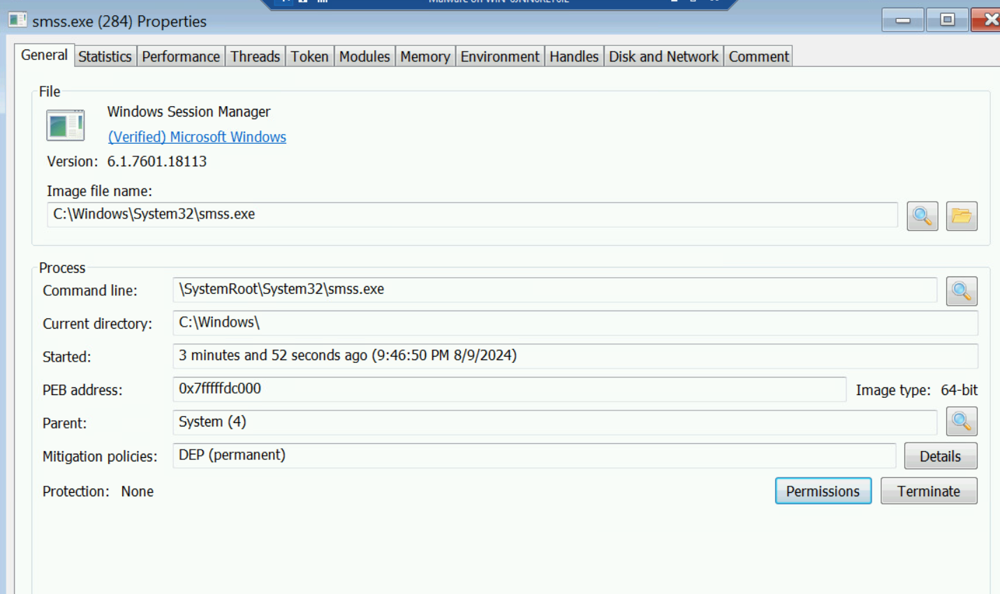 smss.exe (284) Properties
General Statistics Performance Threads Token Modules Memory Environment Handles Disk and Network Comment
File
Windows Session Manager
(Verified) Microsoft Windows
Version: 6.1.7601.18113
Image file name:
C:\Windows\System32\smss.exe
Process
Command line: \SystemRoot\System32\smss.exe
Current directory: C:\Windows\
Started: 3 minutes and 52 seconds ago (9:46:50 PM 8/9/2024)
PEB address: 0x7fffffdc000 Image type: 64-bit
Parent: System (4)
Mitigation policies: DEP (permanent) Details
Protection: None Permissions Terminate